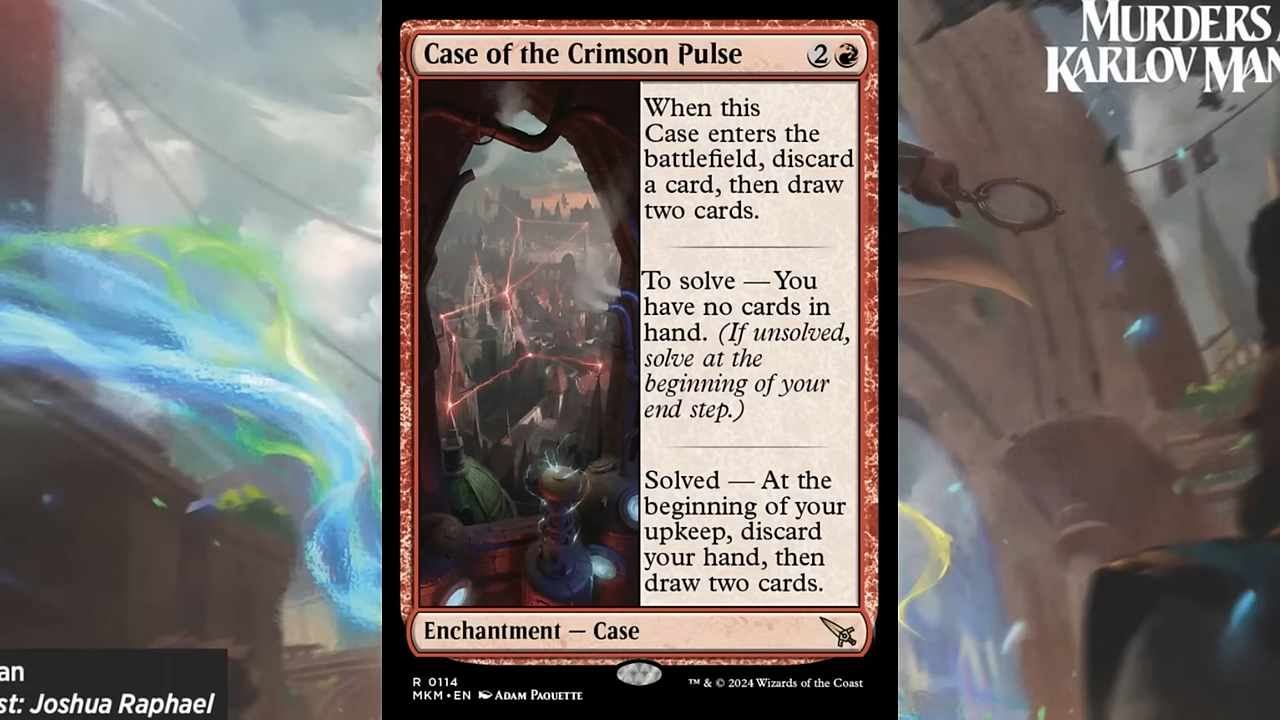 MURDERS
KARLOV MAN
Case of the Crimson Pulse 2
When this
Case enters the
battlefield, discard
a card, then draw
two cards.
To solve — You
have no cards in
hand. (If unsolved,
solve at the
beginning of your
end step.)
Solved — At the
beginning of your
upkeep, discard
your hand, then
draw two cards.
Enchantment — Case
R 0114
MKM • EN ADAM PAQUETTE
™ & © 2024 Wizards of the Coast
an
st: Joshua Raphael